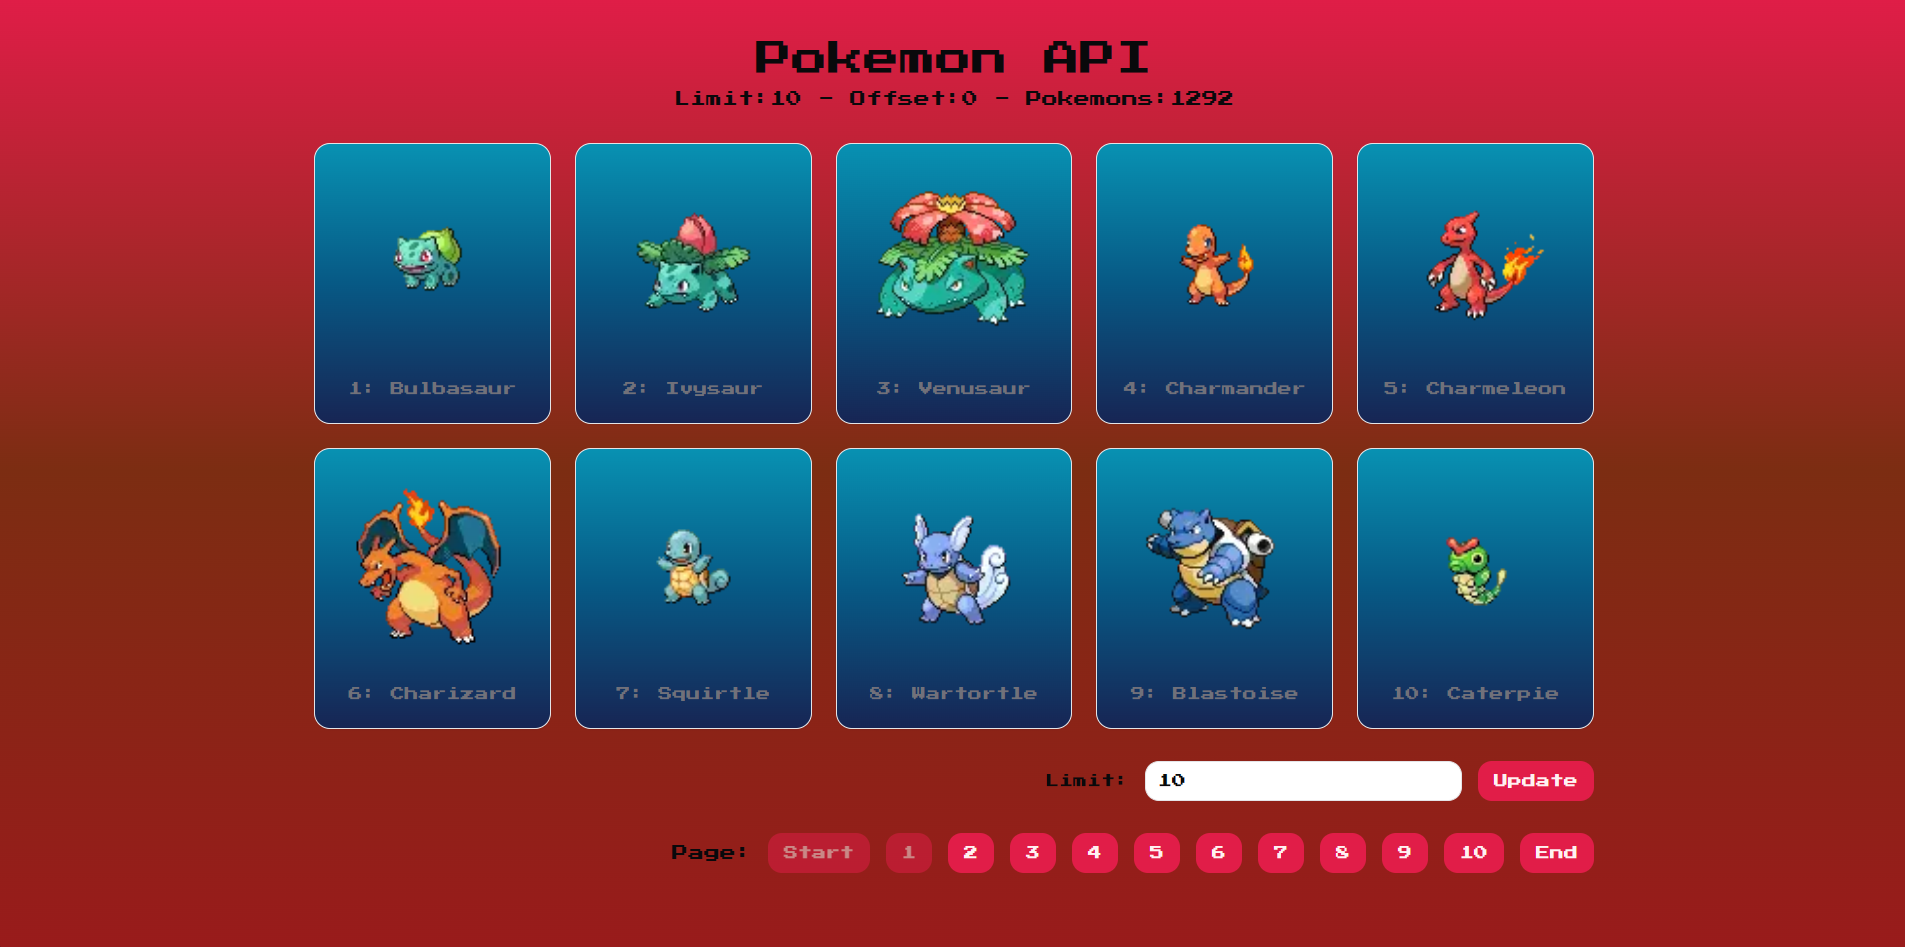 Pokemon API
Limit:10 - Offset:0 - Pokemons:1292
1: Bulbasaur
2: Ivysaur
3: Venusaur
4: Charmander
5: Charmeleon
6: Charizard
7: Squirtle
8: Wartortle
9: Blastoise
10: Caterpie
Limit: 10 Update
Page: Start 1 2 3 4 5 6 7 8 9 10 End